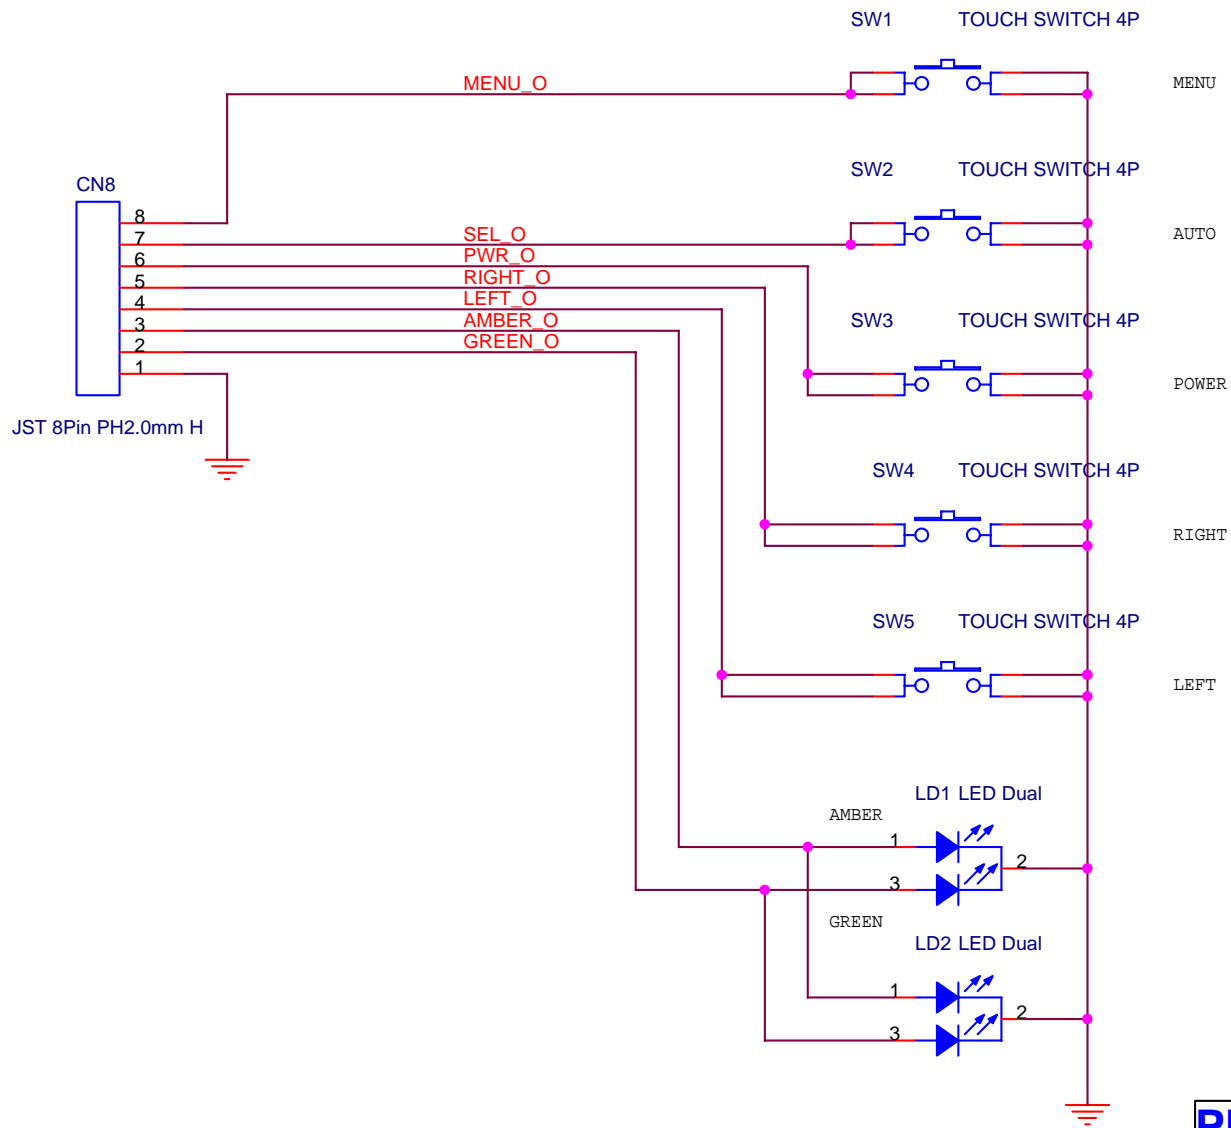 SW1 TOUCH SWITCH 4P
MENU_O
MENU
SW2 TOUCH SWITCH 4P
CN8
8
7
SEL_O
AUTO
6
PWR_O
5
RIGHT_O
4
LEFT_O
3
AMBER_O
SW3 TOUCH SWITCH 4P
2
GREEN_O
1
POWER
JST 8Pin PH2.0mm H
SW4 TOUCH SWITCH 4P
RIGHT
SW5 TOUCH SWITCH 4P
LEFT
LD1 LED Dual
AMBER
1
2
3
GREEN
LD2 LED Dual
1
2
3